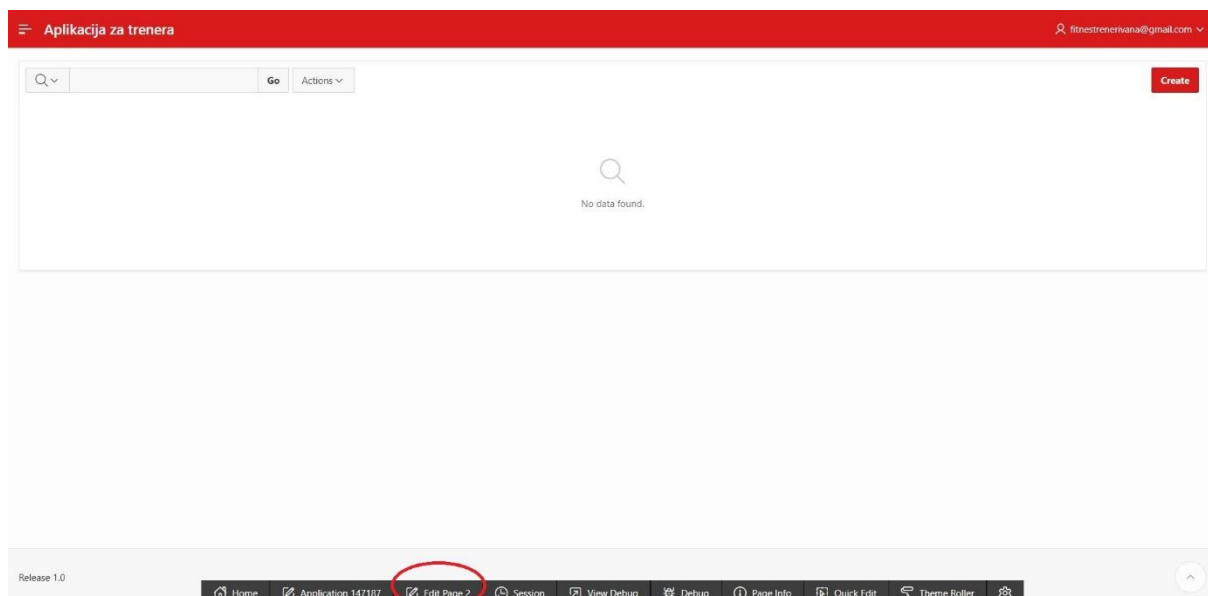 Aplikacija za trenera
fitnestrenerivana@gmail.com
Go Actions
Create
No data found.
Release 1.0
Home Application 147187 Edit Page 2 Session View Debug Debug Page Info Quick Edit Theme Roller